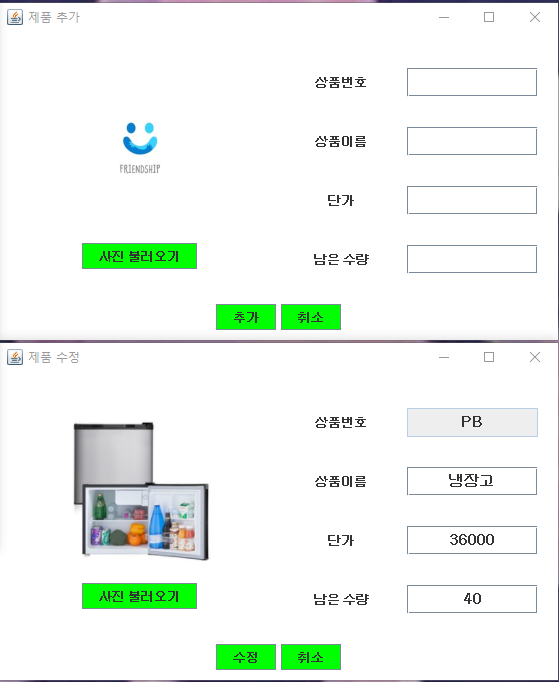 제품 추가
상품번호
상품이름
FRIENDSHIP
단가
사진 불러오기
남은 수량
추가 취소
제품 수정
상품번호 PB
상품이름 냉장고
단가 36000
사진 불러오기
남은 수량 40
수정 취소